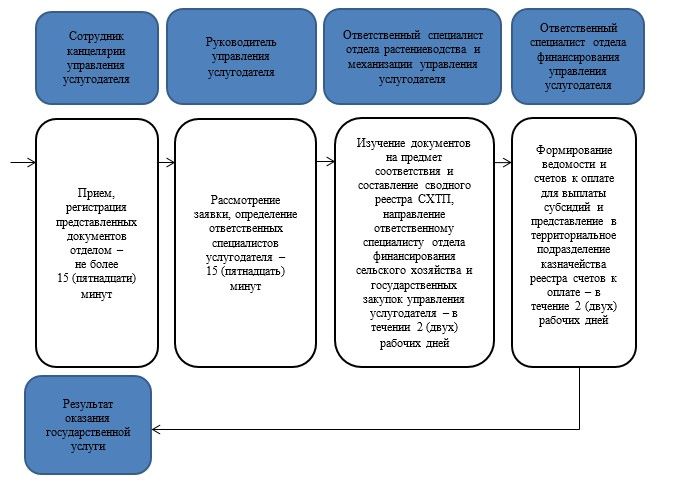 Сотрудник
канцелярии
управления
услугодателя
Руководитель
управления
услугодателя
Ответственный специалист
отдела растениеводства и
механизации управления
услугодателя
Ответственный
специалист отдела
финансирования
управления
услугодателя
Прием,
регистрация
представленных
документов
отделом –
не более
15 (пятнадцати)
минут
Рассмотрение
заявки, определение
ответственных
специалистов
услугодателя –
15 (пятнадцать)
минут
Изучение документов
на предмет
соответствия и
составление сводного
реестра СХТП,
направление
ответственному
специалисту отдела
финансирования
сельского хозяйства и
государственных
закупок управления
услугодателя – в
течении 2 (двух)
рабочих дней
Формирование
ведомости и
счетов к оплате
для выплаты
субсидий и
представление в
территориальное
подразделение
казначейства
реестра счетов к
оплате – в
течение 2 (двух)
рабочих дней
Результат
оказания
государственной
услуги